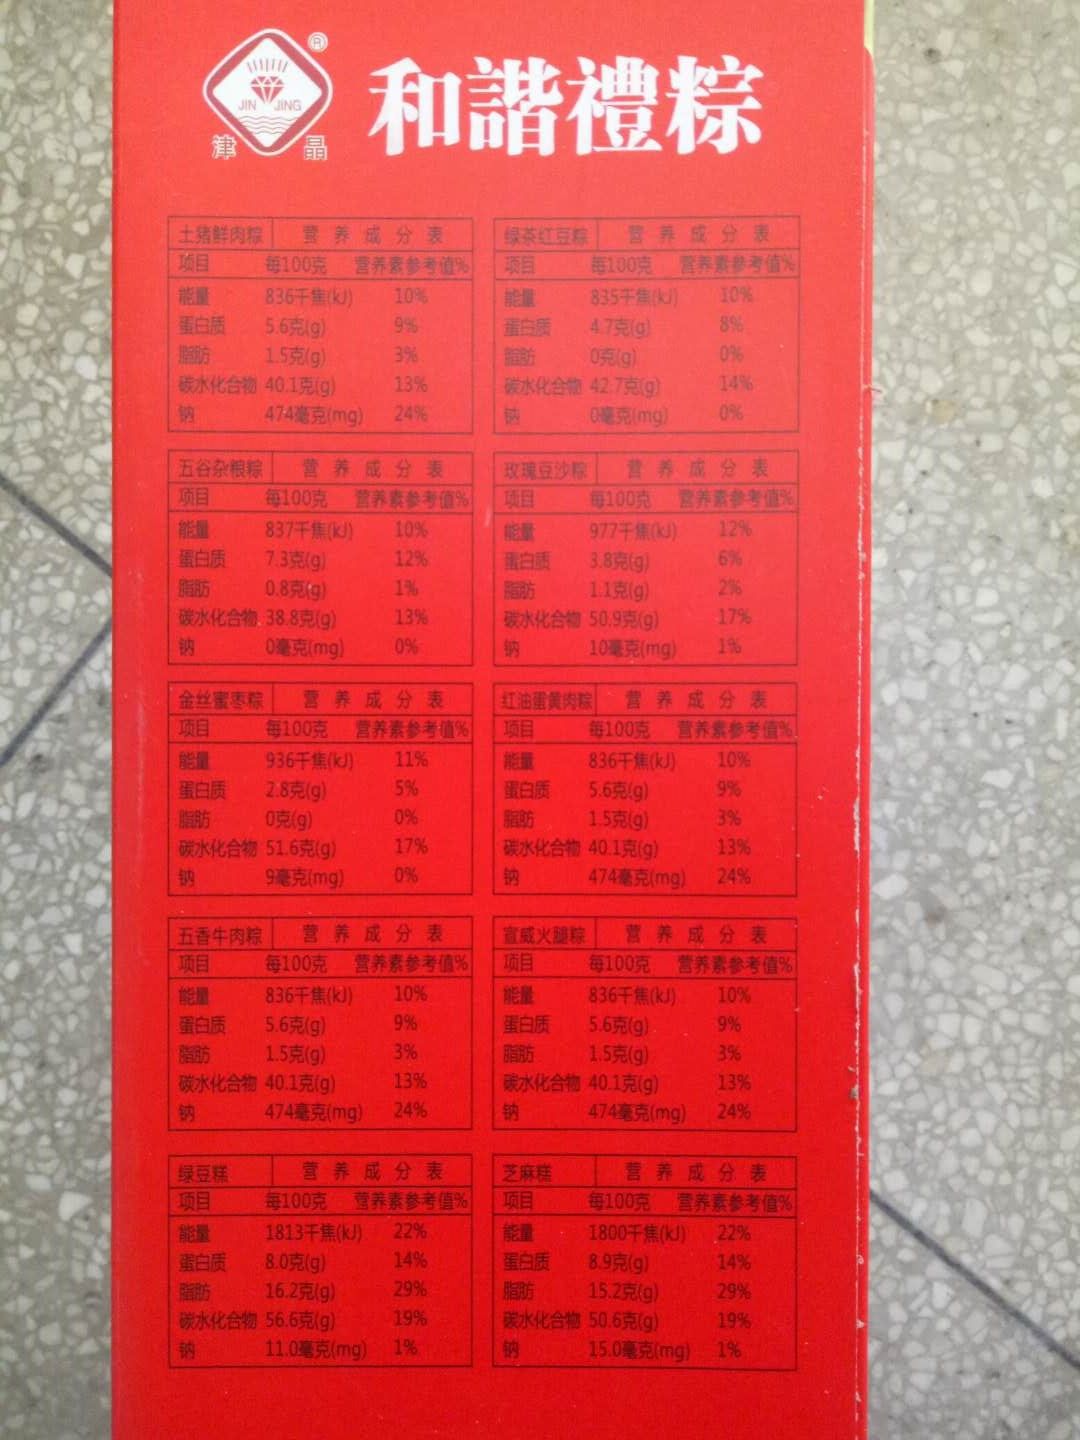 JIN JING ®
津 晶
和諧禮粽
土猪鲜肉粽 营养成分表
项目 每100克 营养素参考值%
能量 836千焦(kJ) 10%
蛋白质 5.6克(g) 9%
脂肪 1.5克(g) 3%
碳水化合物 40.1克(g) 13%
钠 474毫克(mg) 24%
绿茶红豆粽 营养成分表
项目 每100克 营养素参考值%
能量 835千焦(kJ) 10%
蛋白质 4.7克(g) 8%
脂肪 0克(g) 0%
碳水化合物 42.7克(g) 14%
钠 0毫克(mg) 0%
五谷杂粮粽 营养成分表
项目 每100克 营养素参考值%
能量 837千焦(kJ) 10%
蛋白质 7.3克(g) 12%
脂肪 0.8克(g) 1%
碳水化合物 38.8克(g) 13%
钠 0毫克(mg) 0%
玫瑰豆沙粽 营养成分表
项目 每100克 营养素参考值%
能量 977千焦(kJ) 12%
蛋白质 3.8克(g) 6%
脂肪 1.1克(g) 2%
碳水化合物 50.9克(g) 17%
钠 10毫克(mg) 1%
金丝蜜枣粽 营养成分表
项目 每100克 营养素参考值%
能量 936千焦(kJ) 11%
蛋白质 2.8克(g) 5%
脂肪 0克(g) 0%
碳水化合物 51.6克(g) 17%
钠 9毫克(mg) 0%
红油蛋黄肉粽 营养成分表
项目 每100克 营养素参考值%
能量 836千焦(kJ) 10%
蛋白质 5.6克(g) 9%
脂肪 1.5克(g) 3%
碳水化合物 40.1克(g) 13%
钠 474毫克(mg) 24%
五香牛肉粽 营养成分表
项目 每100克 营养素参考值%
能量 836千焦(kJ) 10%
蛋白质 5.6克(g) 9%
脂肪 1.5克(g) 3%
碳水化合物 40.1克(g) 13%
钠 474毫克(mg) 24%
宣威火腿粽 营养成分表
项目 每100克 营养素参考值%
能量 836千焦(kJ) 10%
蛋白质 5.6克(g) 9%
脂肪 1.5克(g) 3%
碳水化合物 40.1克(g) 13%
钠 474毫克(mg) 24%
绿豆糕 营养成分表
项目 每100克 营养素参考值%
能量 1813千焦(kJ) 22%
蛋白质 8.0克(g) 14%
脂肪 16.2克(g) 29%
碳水化合物 56.6克(g) 19%
钠 11.0毫克(mg) 1%
芝麻糕 营养成分表
项目 每100克 营养素参考值%
能量 1800千焦(kJ) 22%
蛋白质 8.9克(g) 14%
脂肪 15.2克(g) 29%
碳水化合物 50.6克(g) 19%
钠 15.0毫克(mg) 1%